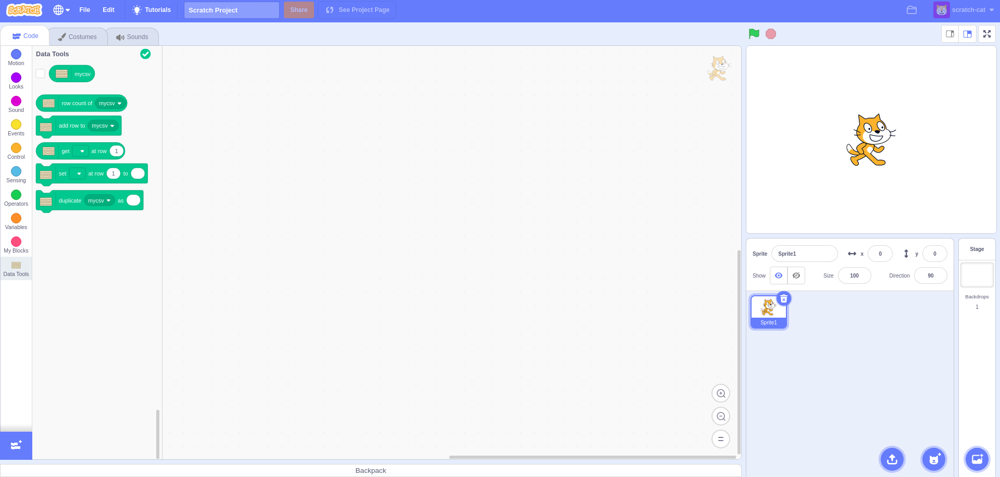 SCRATCH
File
Edit
Tutorials
Scratch Project
Share
See Project Page
scratch-cat
Code
Costumes
Sounds
Motion
Looks
Sound
Events
Control
Sensing
Operators
Variables
My Blocks
Data Tools
Data Tools
mycsv
row count of mycsv
add row to mycsv
get at row 1
set at row 1 to
duplicate mycsv as
Backpack
Sprite Sprite1 x 0 y 0
Show Size 100 Direction 90
Sprite1
Stage
Backdrops
1